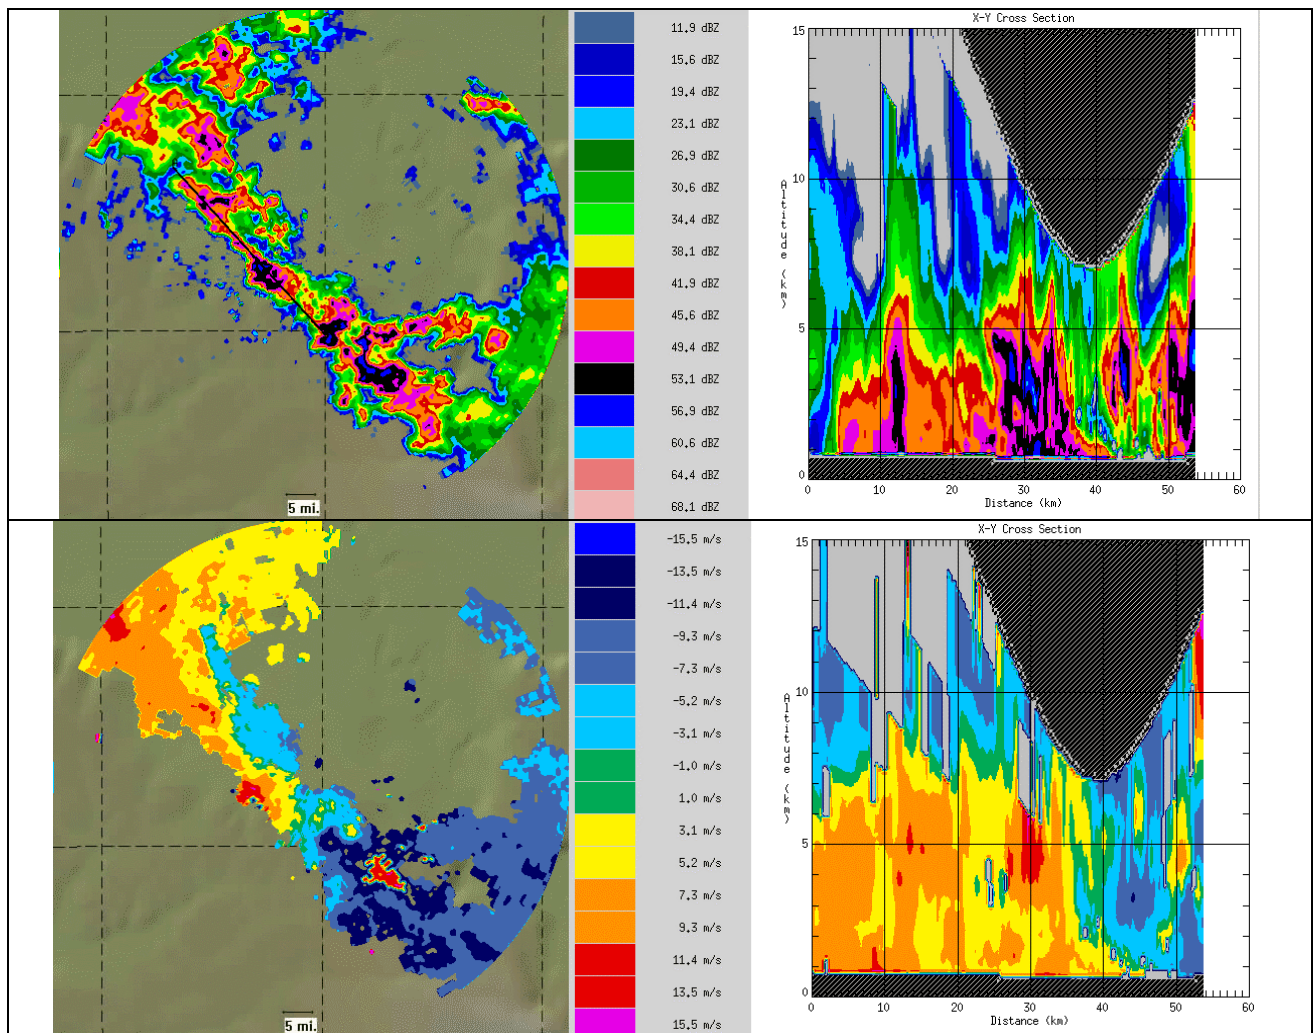 11.9 dBZ
15.6 dBZ
19.4 dBZ
23.1 dBZ
26.9 dBZ
30.6 dBZ
34.4 dBZ
38.1 dBZ
41.9 dBZ
45.6 dBZ
49.4 dBZ
53.1 dBZ
56.9 dBZ
60.6 dBZ
64.4 dBZ
68.1 dBZ
5 mi.
X-Y Cross Section
15
10
5
0
Altitude (km)
0 10 20 30 40 50 60
Distance (km)
-15.5 m/s
-13.5 m/s
-11.4 m/s
-9.3 m/s
-7.3 m/s
-5.2 m/s
-3.1 m/s
-1.0 m/s
1.0 m/s
3.1 m/s
5.2 m/s
7.3 m/s
9.3 m/s
11.4 m/s
13.5 m/s
15.5 m/s
5 mi.
X-Y Cross Section
15
10
5
0
Altitude (km)
0 10 20 30 40 50 60
Distance (km)